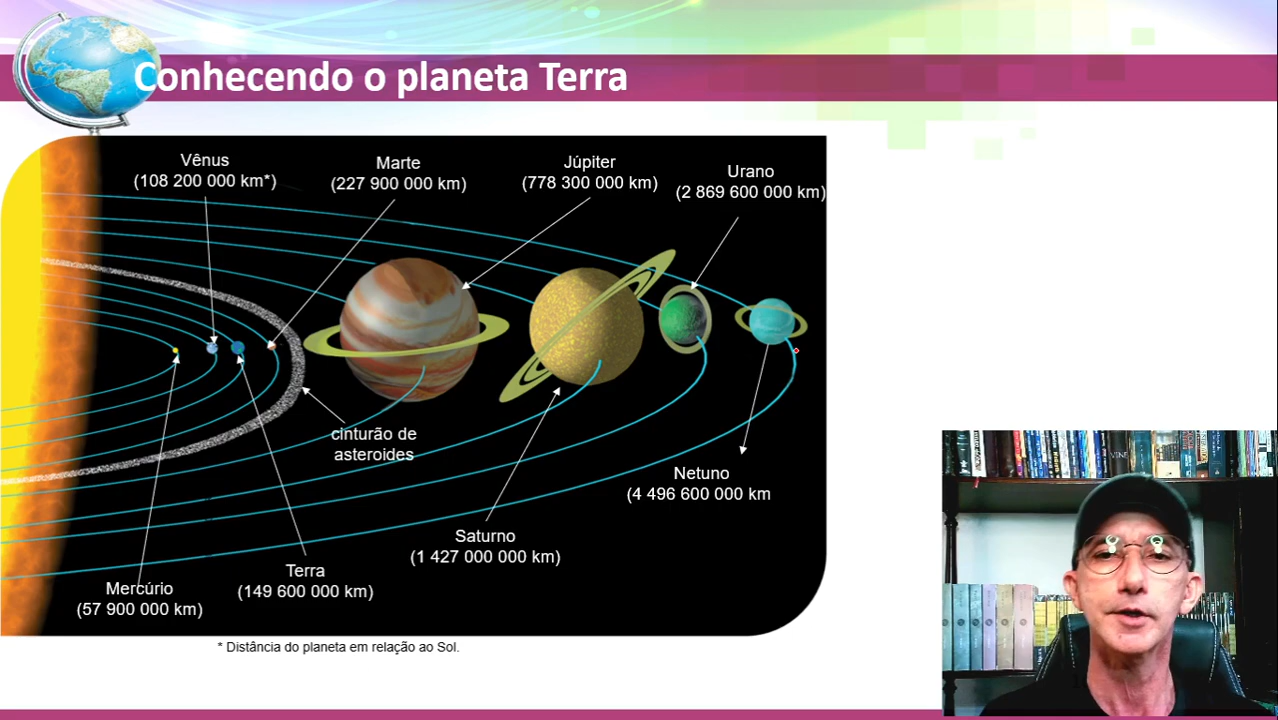 Conhecendo o planeta Terra
Vênus
(108 200 000 km*)
Marte
(227 900 000 km)
Júpiter
(778 300 000 km)
Urano
(2 869 600 000 km)
cinturão de
asteroides
Netuno
(4 496 600 000 km
Saturno
(1 427 000 000 km)
Terra
(149 600 000 km)
Mercúrio
(57 900 000 km)
* Distância do planeta em relação ao Sol.
VINE